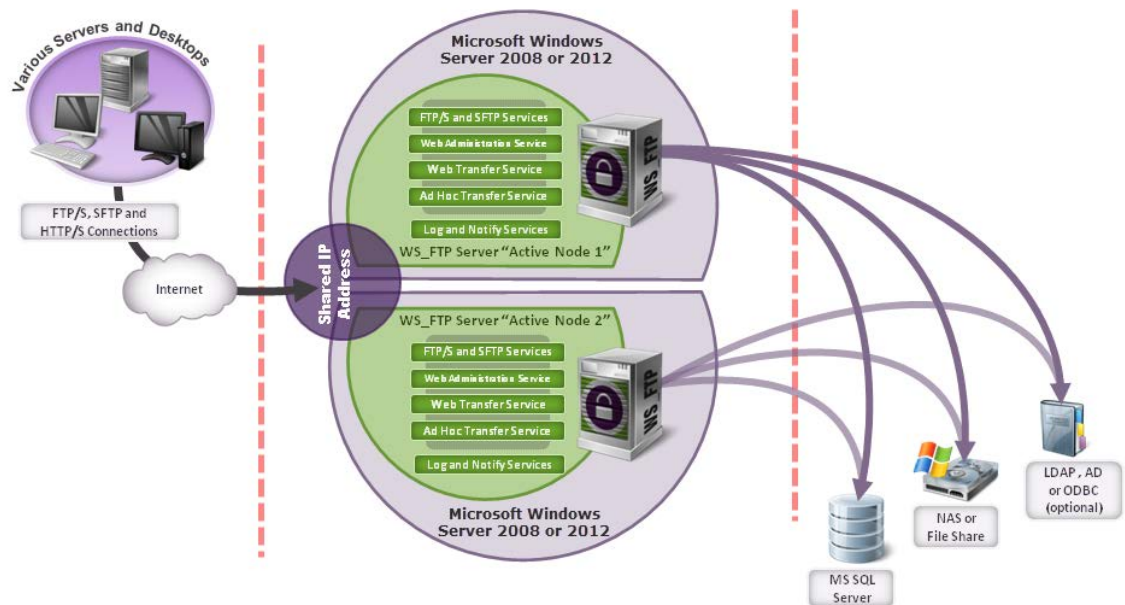 Various Servers and Desktops
FTP/S, SFTP and
HTTP/S Connections
Internet
Shared IP
Address
Microsoft Windows
Server 2008 or 2012
FTP/S and SFTP Services
Web Administration Service
Web Transfer Service
Ad Hoc Transfer Service
Log and Notify Services
WS_FTP Server “Active Node 1”
WS_FTP
WS_FTP Server “Active Node 2”
FTP/S and SFTP Services
Web Administration Service
Web Transfer Service
Ad Hoc Transfer Service
Log and Notify Services
WS_FTP
Microsoft Windows
Server 2008 or 2012
LDAP , AD
or ODBC
(optional)
NAS or
File Share
MS SQL
Server